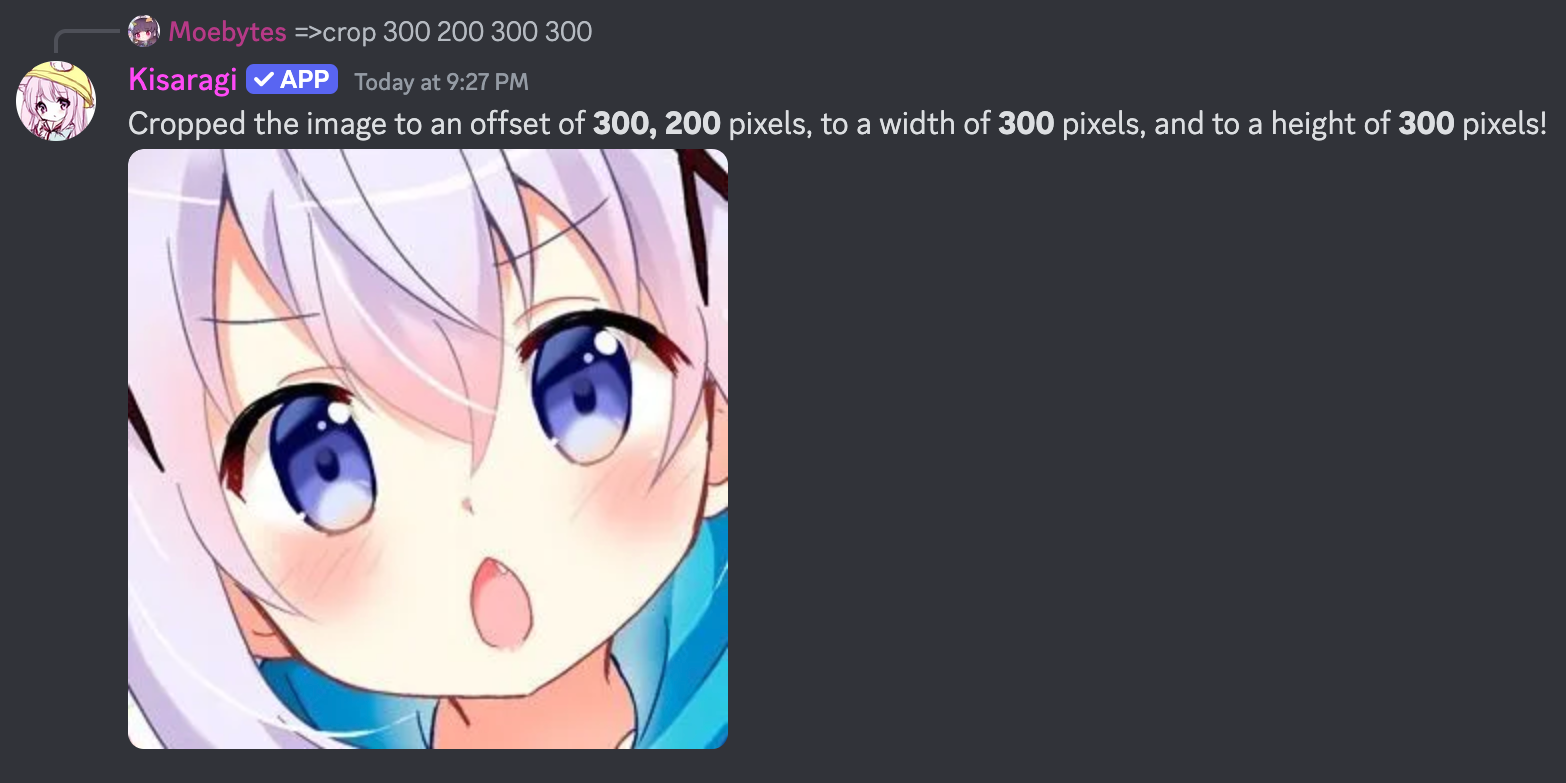 Moebytes =>crop 300 200 300 300
Kisaragi ✓ APP Today at 9:27 PM
Cropped the image to an offset of 300, 200 pixels, to a width of 300 pixels, and to a height of 300 pixels!